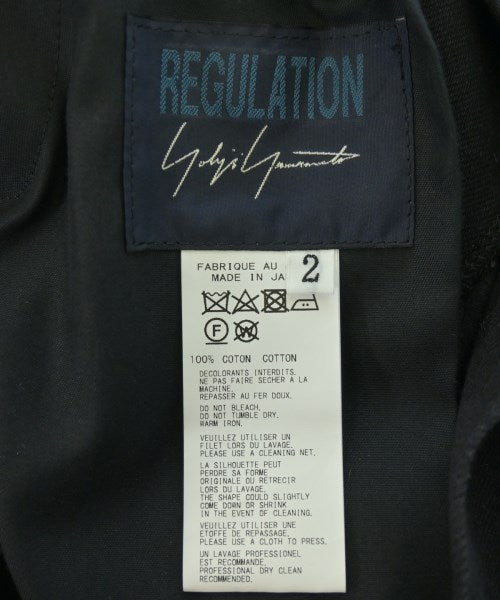 REGULATION
Yohji Yamamoto
FABRIQUE AU
2
MADE IN JA
F W
100% COTON COTTON
DECOLORANTS INTERDITS.
NE PAS FAIRE SECHER A LA
MACHINE.
REPASSER AU FER DOUX.
DO NOT BLEACH.
DO NOT TUMBLE DRY.
WARM IRON.
VEUILLEZ UTILISER UN
FILET LORS DU LAVAGE.
PLEASE USE A CLEANING NET.
LA SILHOUETTE PEUT
PERDRE SA FORME
ORIGINALE OU RETRECIR
LORS DU LAVAGE.
THE SHAPE COULD SLIGHTLY
COME DOWN OR SHRINK
IN THE EVENT OF CLEANING.
VEUILLEZ UTILISER UNE
ETOFFE DE REPASSAGE.
PLEASE USE A CLOTH TO PRESS.
UN LAVAGE PROFESSIONEL
EST RECOMMANDE.
PROFESSIONAL DRY CLEAN
RECOMMENDED.